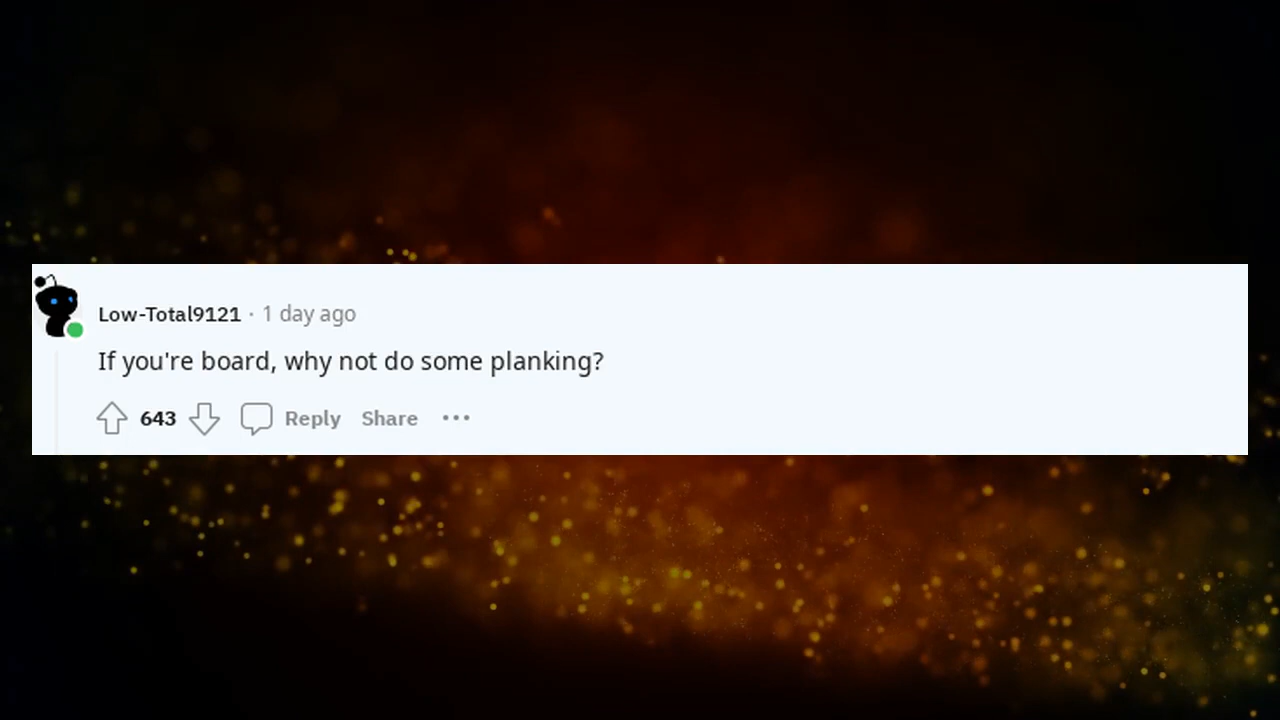 Low-Total9121 · 1 day ago
If you're board, why not do some planking?
643 Reply Share ···